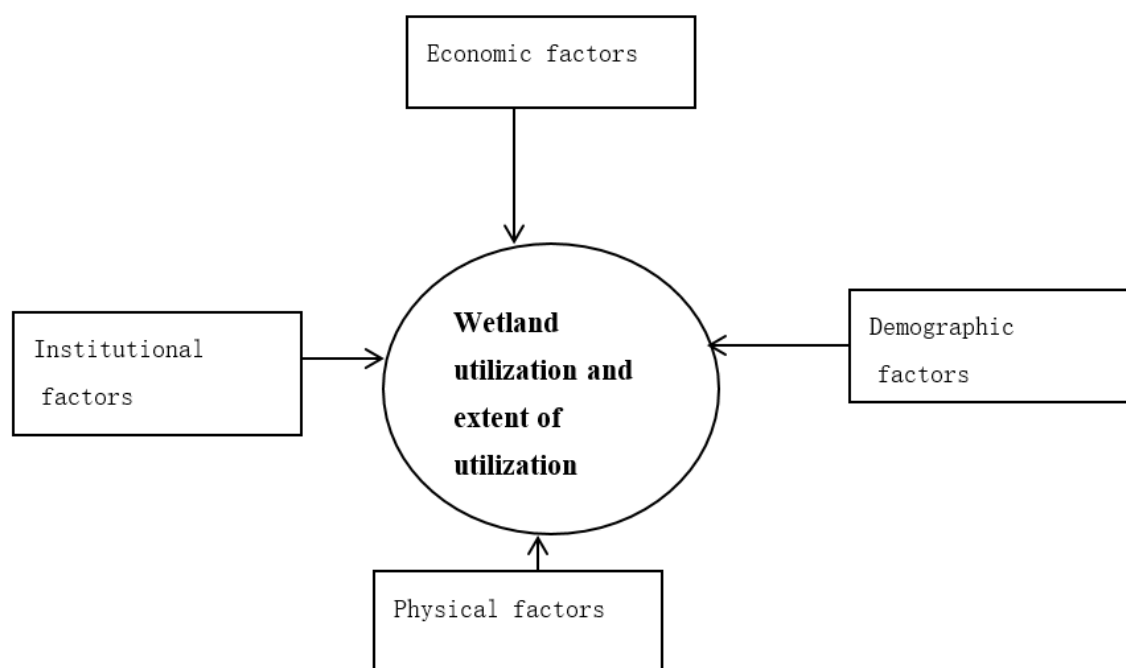 Economic factors
Institutional
factors
Wetland
utilization and
extent of
utilization
Demographic
factors
Physical factors